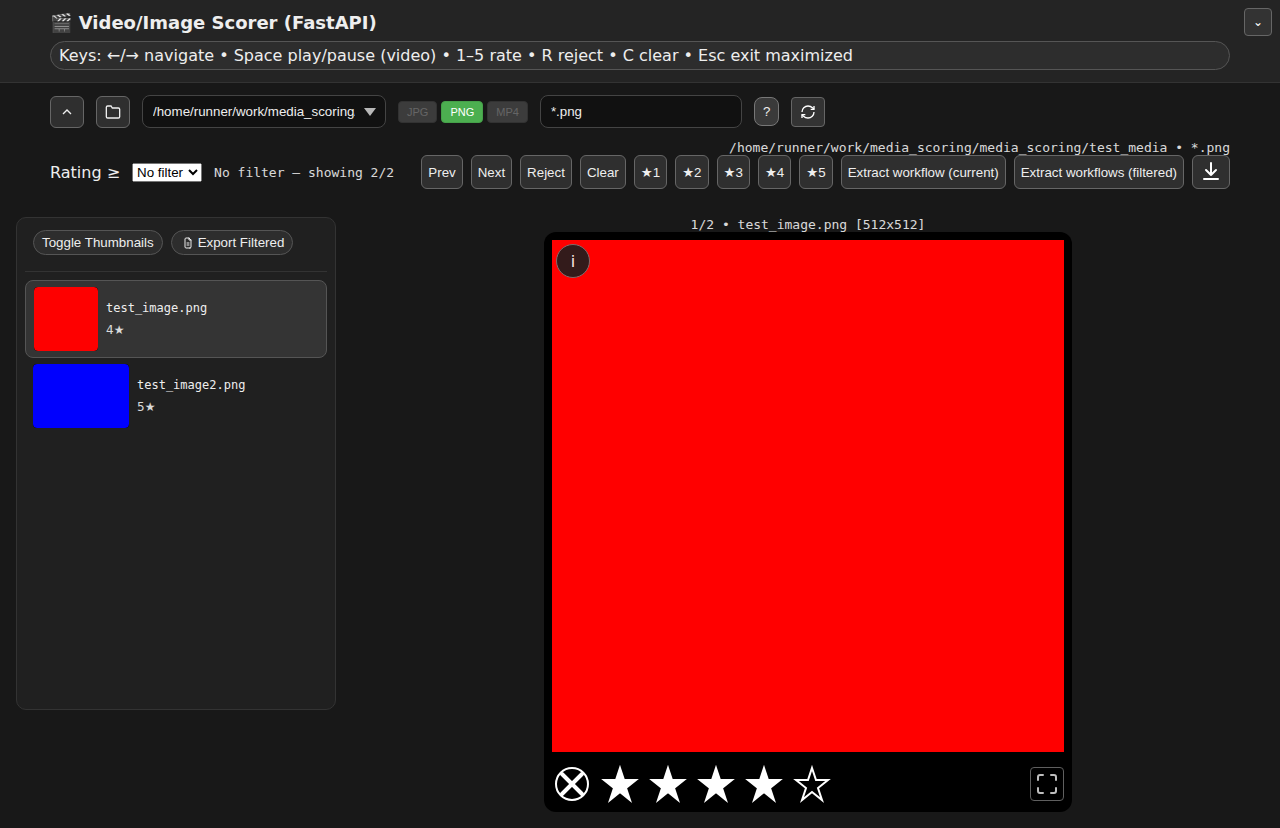 🎬 Video/Image Scorer (FastAPI)
⌄
Keys: ←/→ navigate • Space play/pause (video) • 1–5 rate • R reject • C clear • Esc exit maximized
/home/runner/work/media_scoring JPG PNG MP4 *.png ?
/home/runner/work/media_scoring/media_scoring/test_media • *.png
Rating ≥ No filter No filter — showing 2/2 Prev Next Reject Clear ★1 ★2 ★3 ★4 ★5 Extract workflow (current) Extract workflows (filtered)
Toggle Thumbnails Export Filtered
test_image.png
4★
test_image2.png
5★
1/2 • test_image.png [512x512]
i